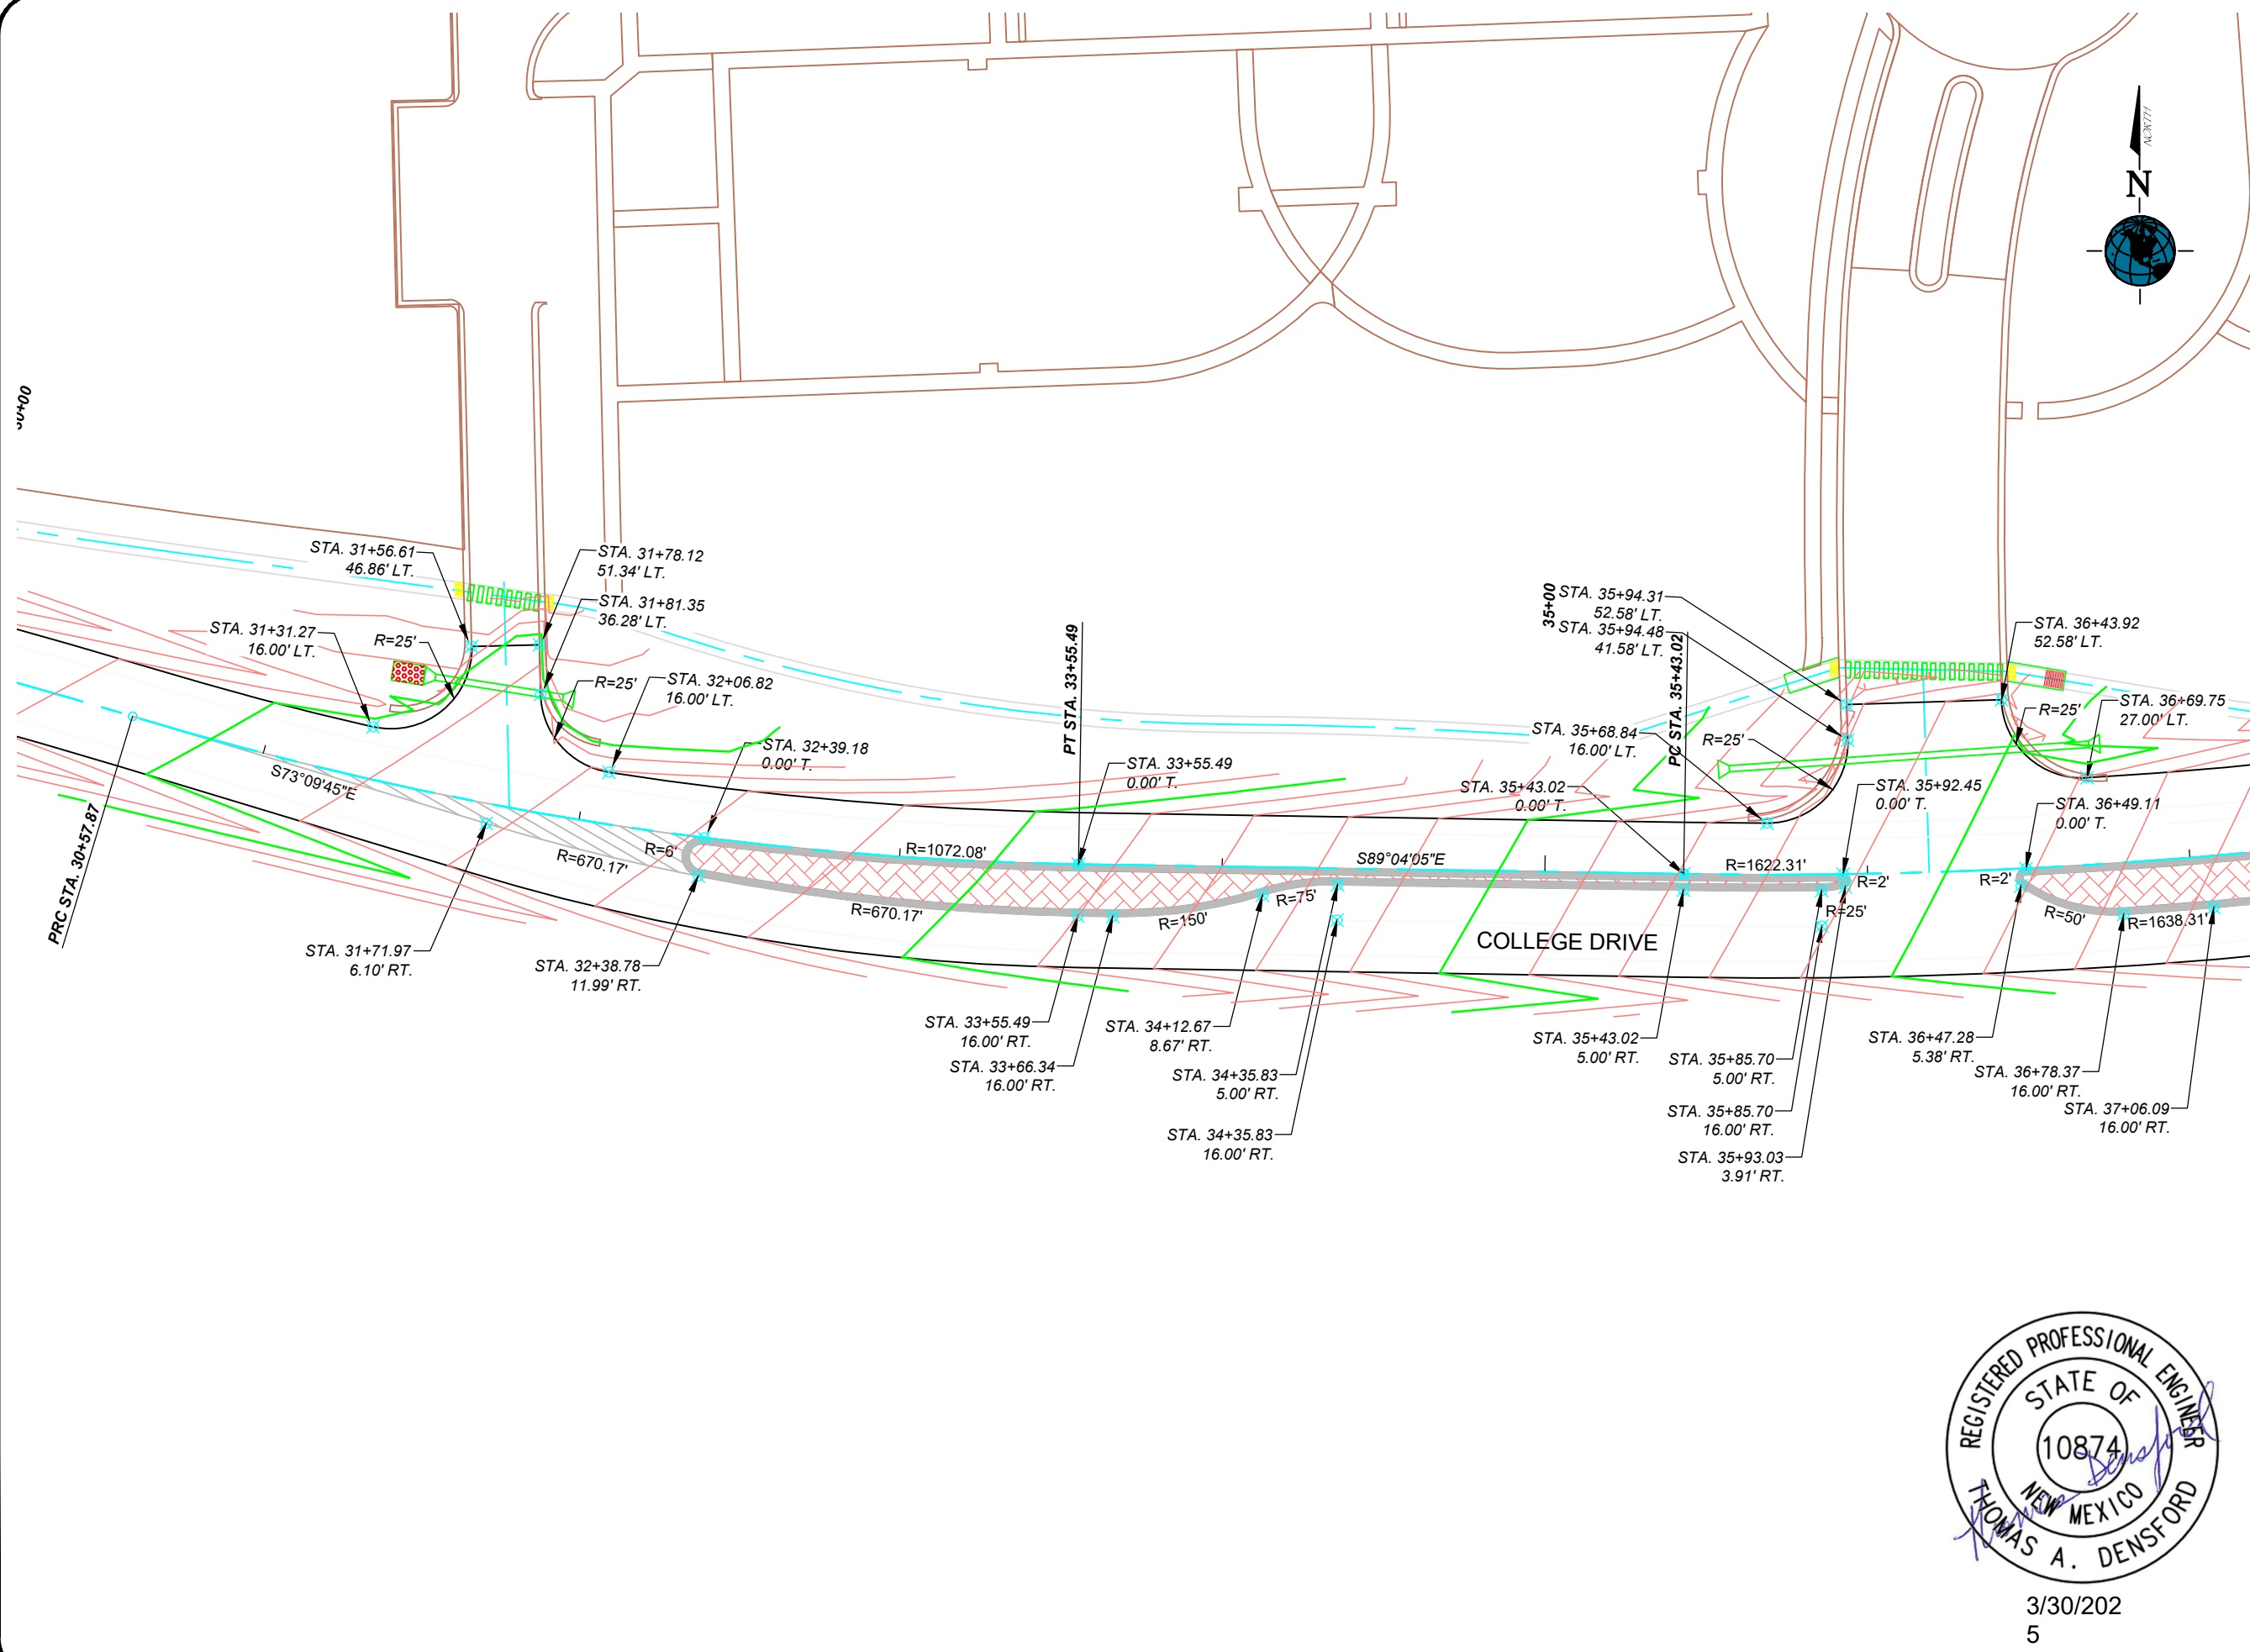 NORTH
N
STA. 31+56.61
46.86' LT.
STA. 31+78.12
51.34' LT.
STA. 31+81.35
36.28' LT.
STA. 31+31.27
16.00' LT.
R=25'
R=25'
STA. 32+06.82
16.00' LT.
STA. 32+39.18
0.00' T.
PT STA. 33+55.49
STA. 33+55.49
0.00' T.
35+00
STA. 35+94.31
52.58' LT.
STA. 35+94.48
41.58' LT.
PC STA. 35+43.02
STA. 36+43.92
52.58' LT.
STA. 36+69.75
27.00' LT.
R=25'
STA. 35+68.84
16.00' LT.
R=25'
STA. 35+43.02
0.00' T.
STA. 35+92.45
0.00' T.
STA. 36+49.11
0.00' T.
S73°09'45"E
PRC STA. 30+57.87
R=670.17'
R=6'
R=1072.08'
S89°04'05"E
R=1622.31'
R=2'
R=2'
R=670.17'
R=150'
R=75'
R=25'
R=50'
R=1638.31'
COLLEGE DRIVE
STA. 31+71.97
6.10' RT.
STA. 32+38.78
11.99' RT.
STA. 33+55.49
16.00' RT.
STA. 33+66.34
16.00' RT.
STA. 34+12.67
8.67' RT.
STA. 34+35.83
5.00' RT.
STA. 34+35.83
16.00' RT.
STA. 35+43.02
5.00' RT.
STA. 35+85.70
5.00' RT.
STA. 35+85.70
16.00' RT.
STA. 35+93.03
3.91' RT.
STA. 36+47.28
5.38' RT.
STA. 36+78.37
16.00' RT.
STA. 37+06.09
16.00' RT.
REGISTERED PROFESSIONAL ENGINEER
STATE OF
10874
NEW MEXICO
THOMAS A. DENSFORD
Thomas Densford
3/30/202
5